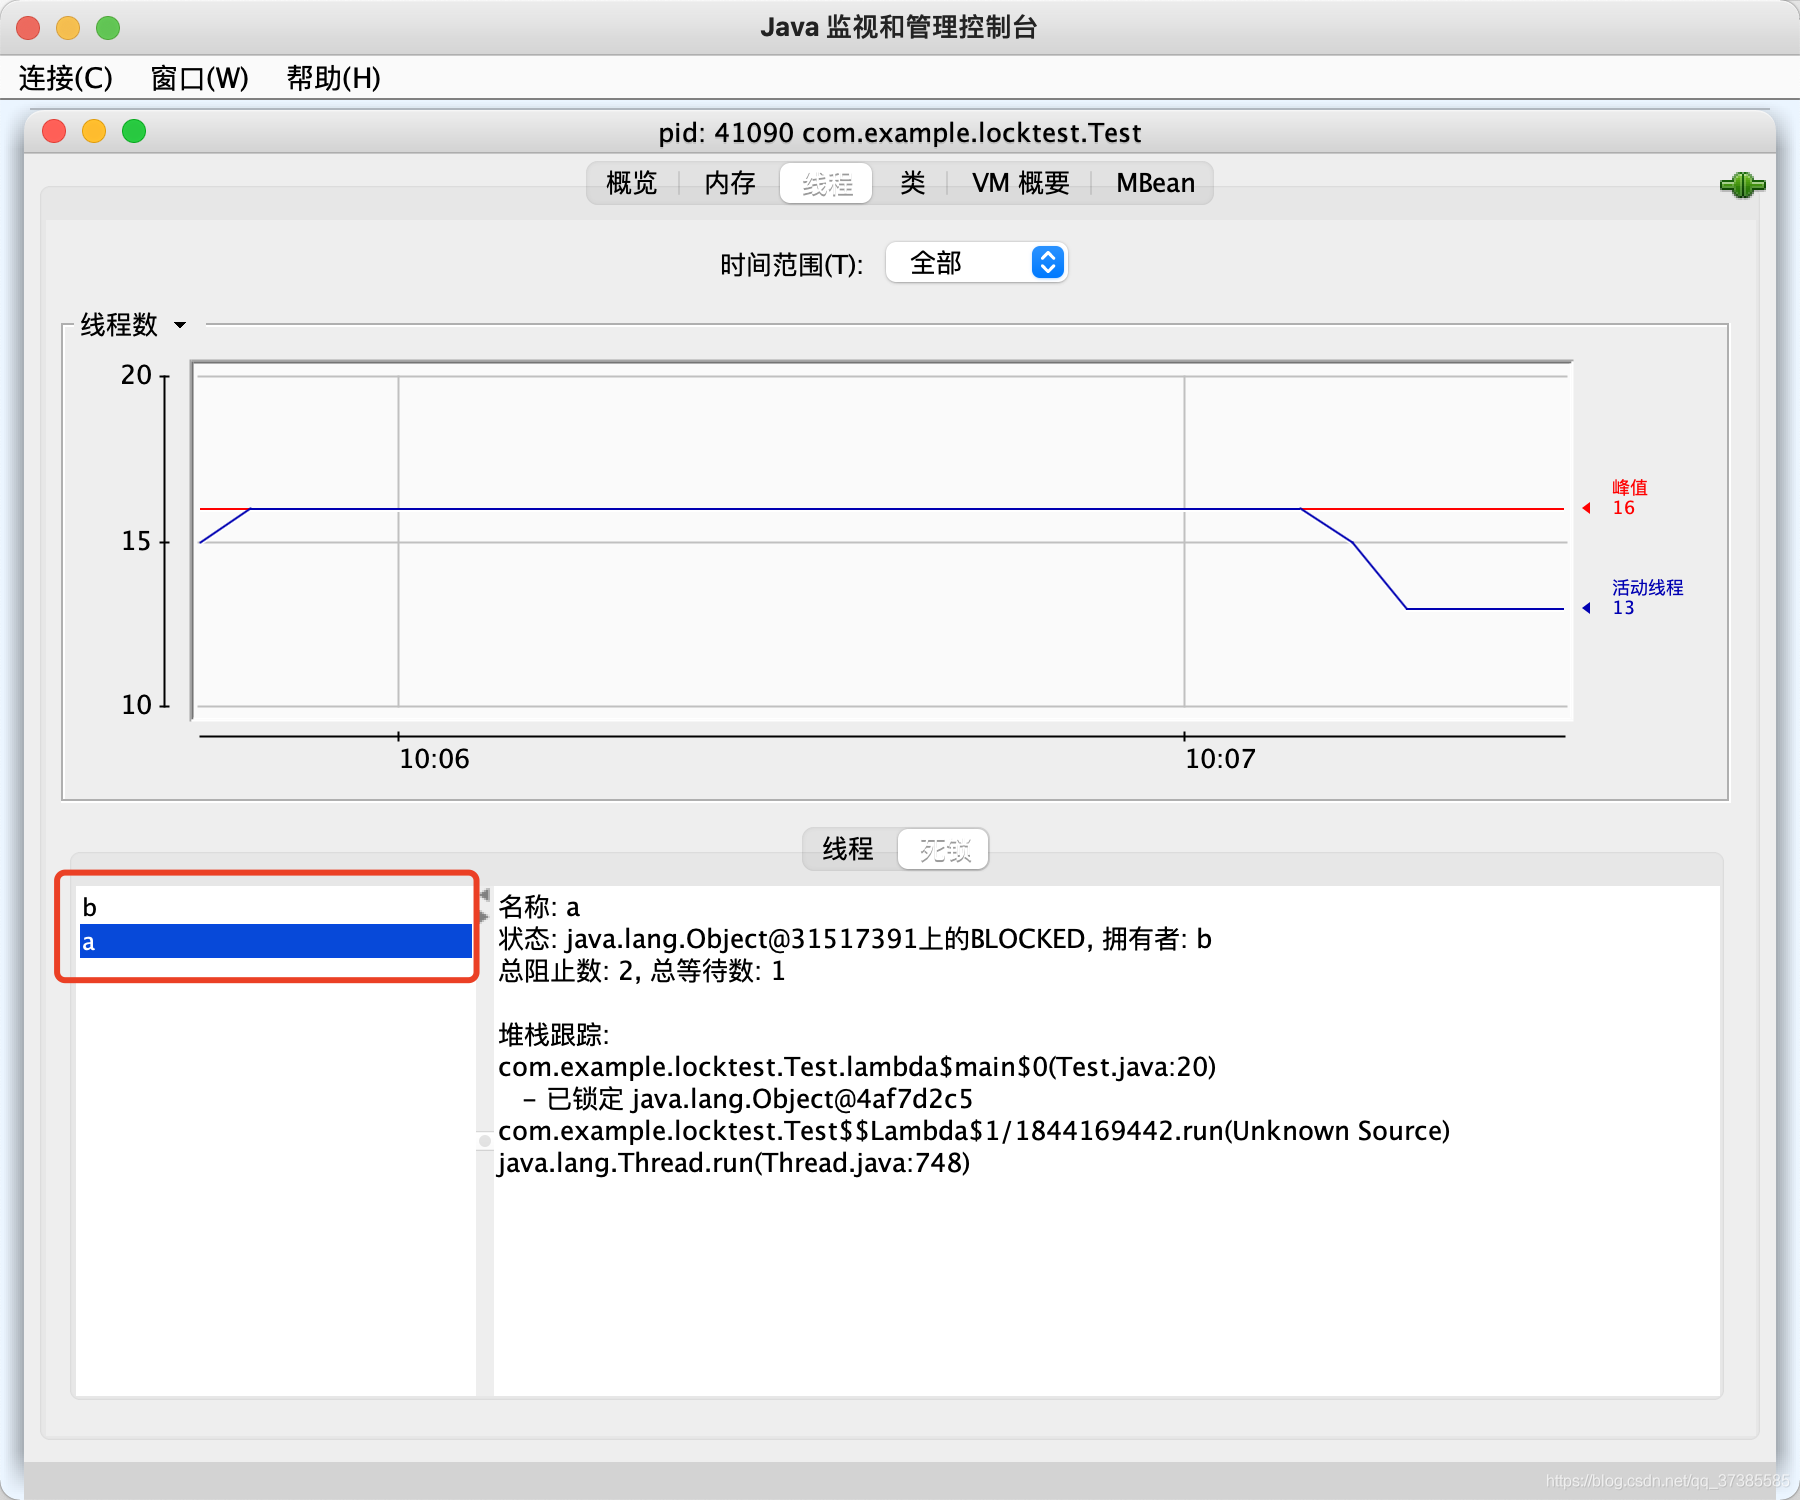 Java 监视和管理控制台
连接(C) 窗口(W) 帮助(H)
pid: 41090 com.example.locktest.Test
概览 内存 线程 类 VM 概要 MBean
时间范围(T): 全部
线程数
20
15
10
峰值
16
活动线程
13
10:06 10:07
线程 死锁
b
a
名称: a
状态: java.lang.Object@31517391上的BLOCKED, 拥有者: b
总阻止数: 2, 总等待数: 1
堆栈跟踪:
com.example.locktest.Test.lambda$main$0(Test.java:20)
- 已锁定 java.lang.Object@4af7d2c5
com.example.locktest.Test$$Lambda$1/1844169442.run(Unknown Source)
java.lang.Thread.run(Thread.java:748)
https://blog.csdn.net/qq_37385585